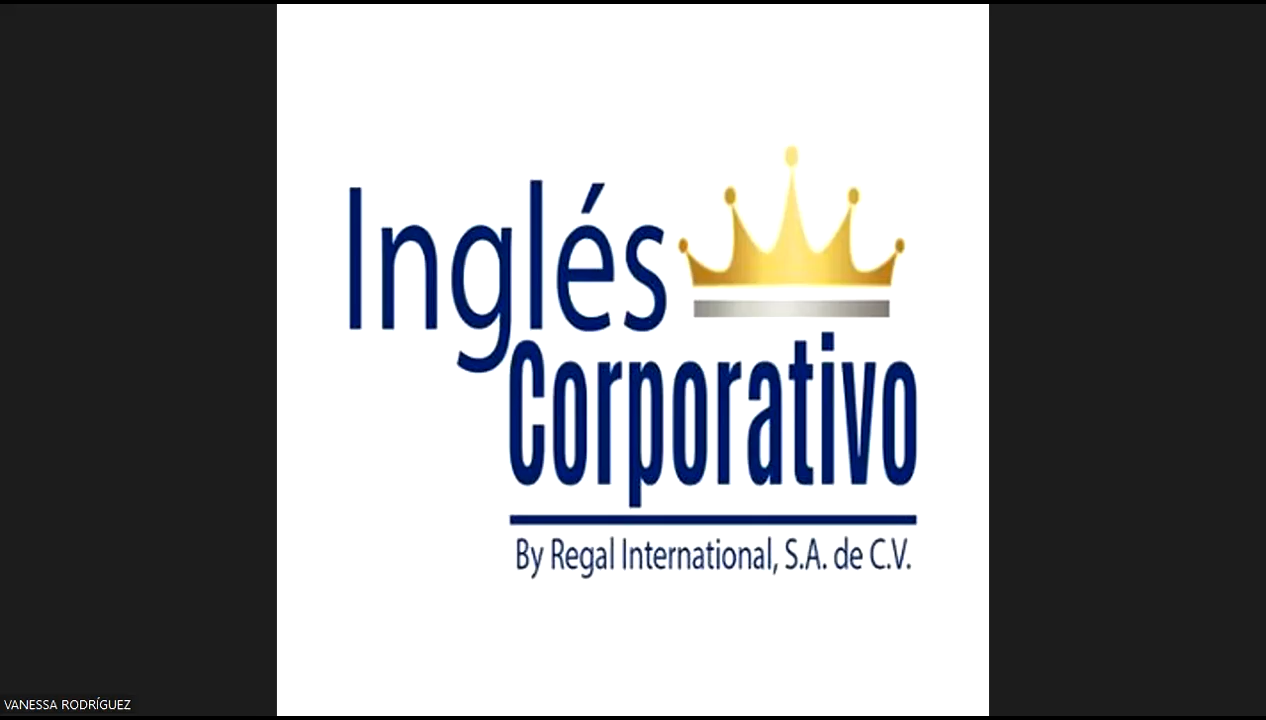 Inglés
Corporativo
By Regal International, S.A. de C.V.
VANESSA RODRÍGUEZ